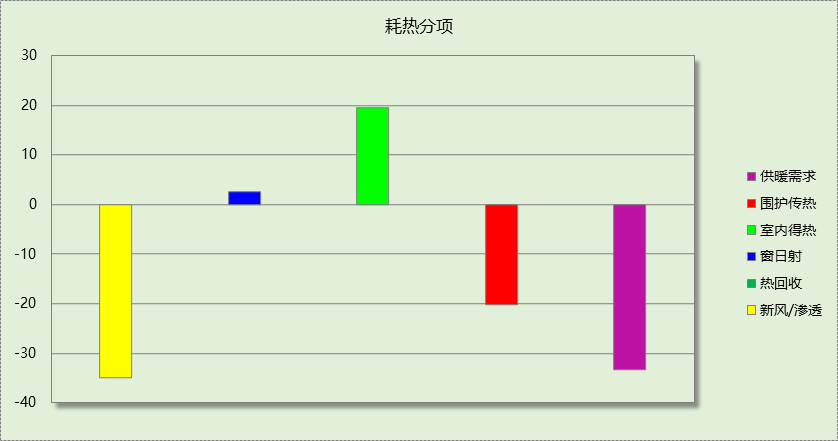 耗热分项
30
20
10
0
-10
-20
-30
-40
供暖需求
围护传热
室内得热
窗日射
热回收
新风/渗透